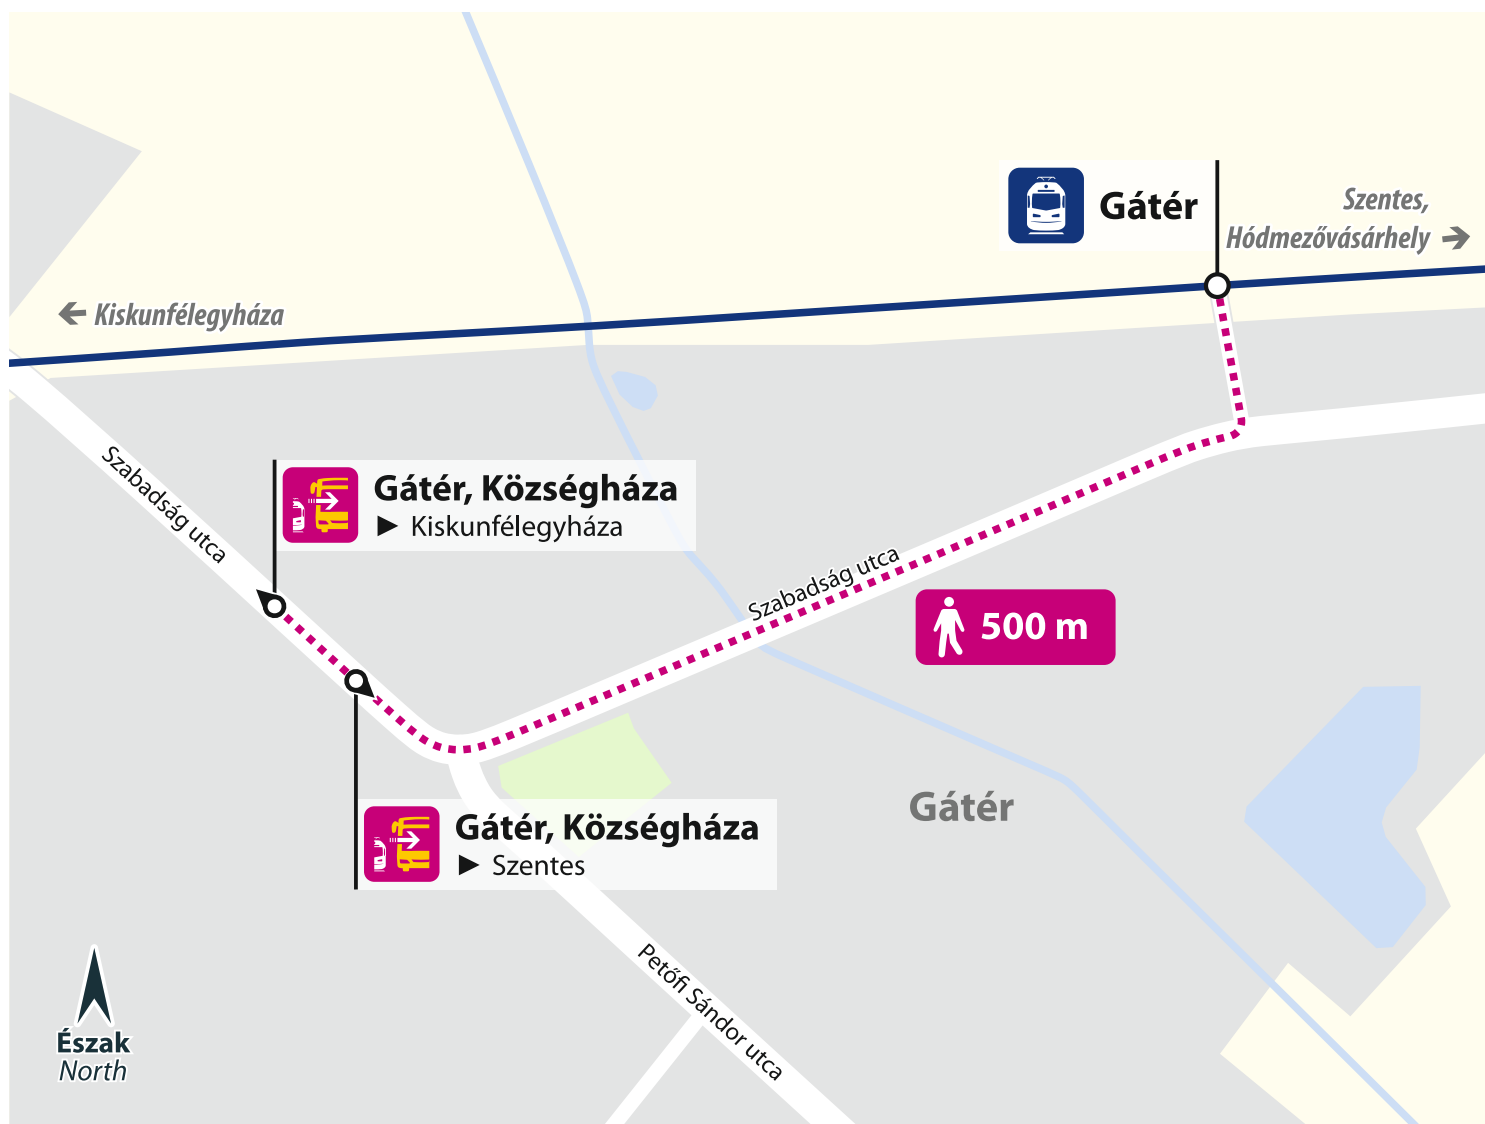 Gátér
Szentes,
Hódmezővásárhely
Kiskunfélegyháza
Szabadság utca
Gátér, Községháza
► Kiskunfélegyháza
Szabadság utca
500 m
Gátér
Gátér, Községháza
► Szentes
Petőfi Sándor utca
Észak
North